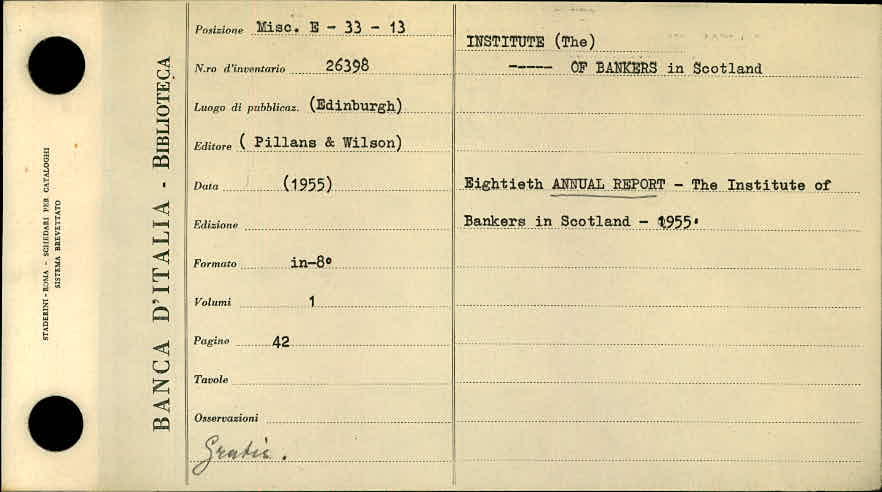 STADERINI - ROMA - SCHEDARI PER CATALOGHI
SISTEMA BREVETTATO
BANCA D'ITALIA - BIBLIOTECA
Posizione Misc. E - 33 - 13
N.ro d'inventario 26398
Luogo di pubblicaz. (Edinburgh)
Editore ( Pillans & Wilson)
Data (1955)
Edizione
Formato in-8°
Volumi 1
Pagine 42
Tavole
Osservazioni
Gratis.
INSTITUTE (The)
----- OF BANKERS in Scotland
Eightieth ANNUAL REPORT - The Institute of
Bankers in Scotland - 1955.